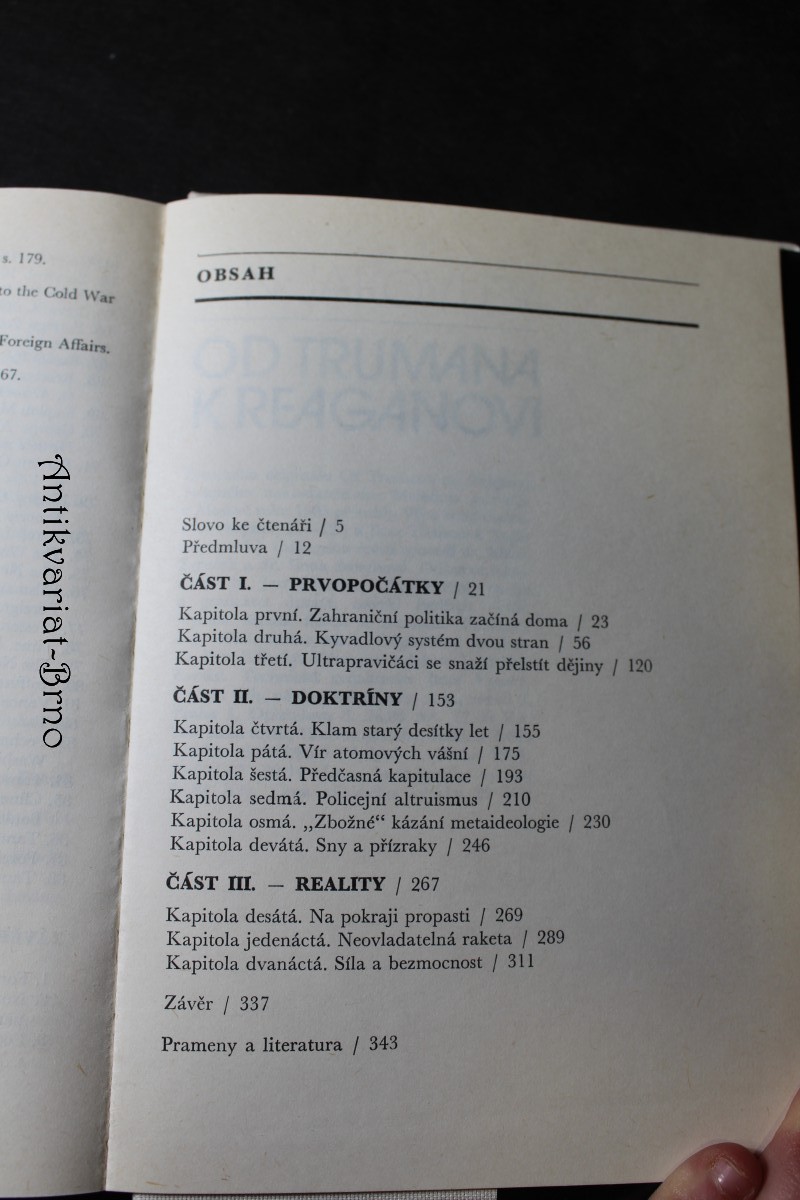 s. 179.
to the Cold War
Foreign Affairs.
67.
Antikvariat~Brno
OBSAH
OD TRUMANA
K REAGANOVI
Slovo ke čtenáři / 5
Předmluva / 12
ČÁST I. — PRVOPOČÁTKY / 21
Kapitola první. Zahraniční politika začíná doma / 23
Kapitola druhá. Kyvadlový systém dvou stran / 56
Kapitola třetí. Ultrapravičáci se snaží přelstít dějiny / 120
ČÁST II. — DOKTRÍNY / 153
Kapitola čtvrtá. Klam starý desítky let / 155
Kapitola pátá. Vír atomových vášní / 175
Kapitola šestá. Předčasná kapitulace / 193
Kapitola sedmá. Policejní altruismus / 210
Kapitola osmá. „Zbožné“ kázání metaideologie / 230
Kapitola devátá. Sny a přízraky / 246
ČÁST III. — REALITY / 267
Kapitola desátá. Na pokraji propasti / 269
Kapitola jedenáctá. Neovladatelná raketa / 289
Kapitola dvanáctá. Síla a bezmocnost / 311
Závěr / 337
Prameny a literatura / 343